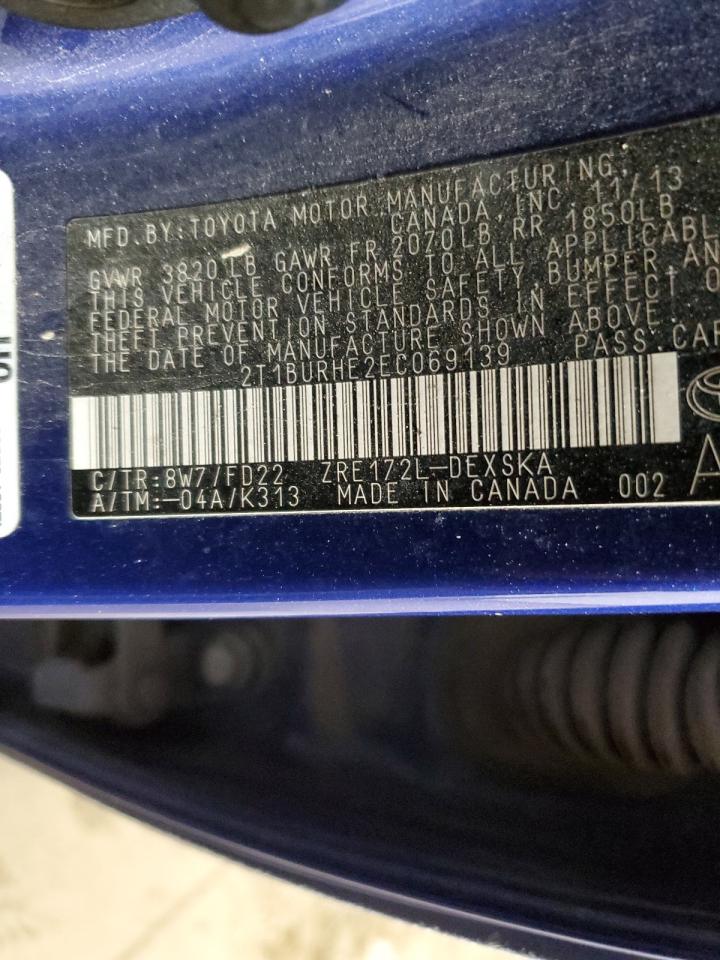 MFD.BY:TOYOTA MOTOR MANUFACTURING,
CANADA, INC. 11/13
GVWR 3820 LB GAWR FR 2070LB RR 1850LB
THIS VEHICLE CONFORMS TO ALL APPLICABL
FEDERAL MOTOR VEHICLE SAFETY, BUMPER, AN
THEFT PREVENTION STANDARDS IN EFFECT O
THE DATE OF MANUFACTURE SHOWN ABOVE.
2T1BURHE2EC069139 PASS.CAR
C/TR:8W7/FD22 ZRE172L-DEXSKA
A/TM:-04A/K313 MADE IN CANADA 002